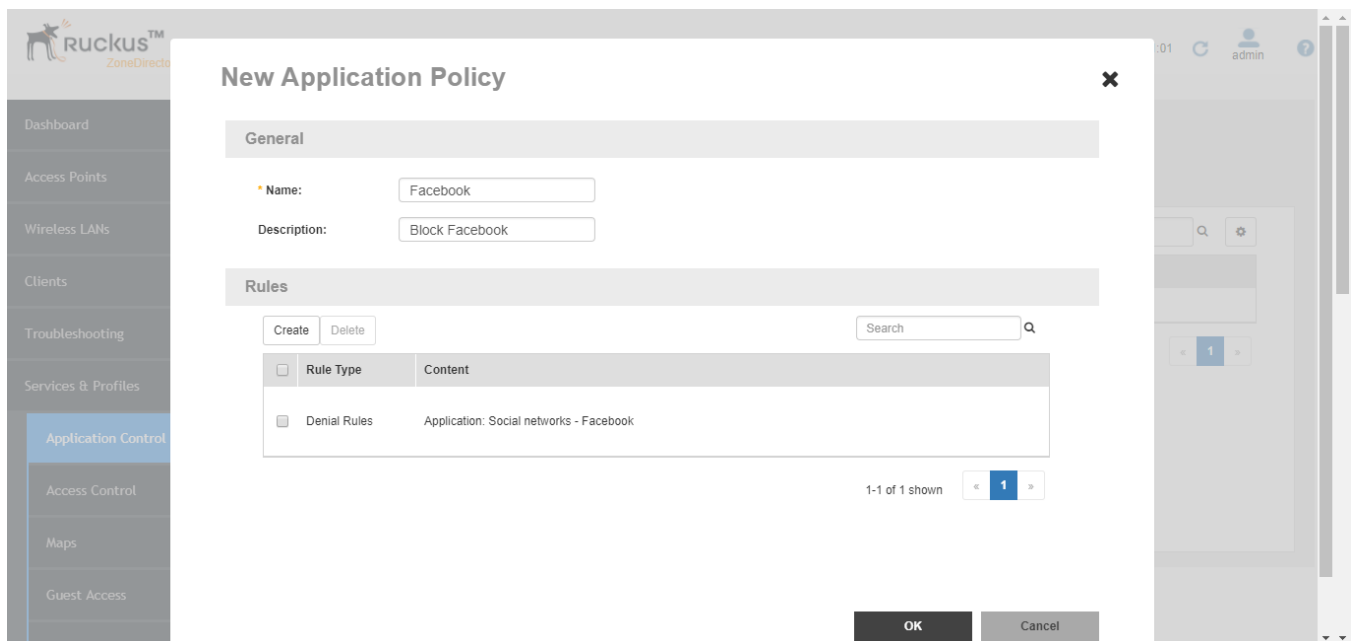 RUCKUS™
ZoneDirecto
:01
admin
New Application Policy
General
* Name:
Facebook
Description:
Block Facebook
Rules
Create
Delete
Search
Rule Type
Content
Denial Rules
Application: Social networks - Facebook
1-1 of 1 shown
« 1 »
OK
Cancel
Dashboard
Access Points
Wireless LANs
Clients
Troubleshooting
Services & Profiles
Application Control
Access Control
Maps
Guest Access
« 1 »